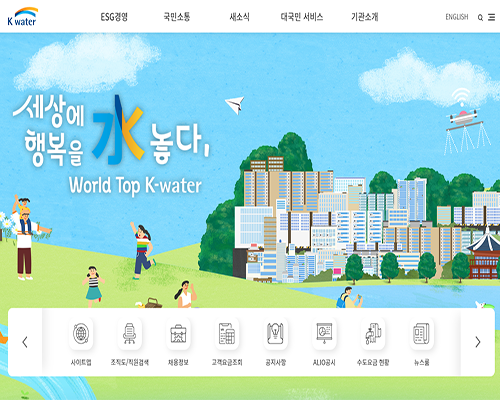 K water
ESG경영 국민소통 새소식 대국민 서비스 기관소개 ENGLISH
세상에
행복을 水 놓다,
World Top K-water
사이트맵 조직도/직원검색 채용정보 고객요금조회 공지사항 ALIO공시 수도요금 현황 뉴스룸